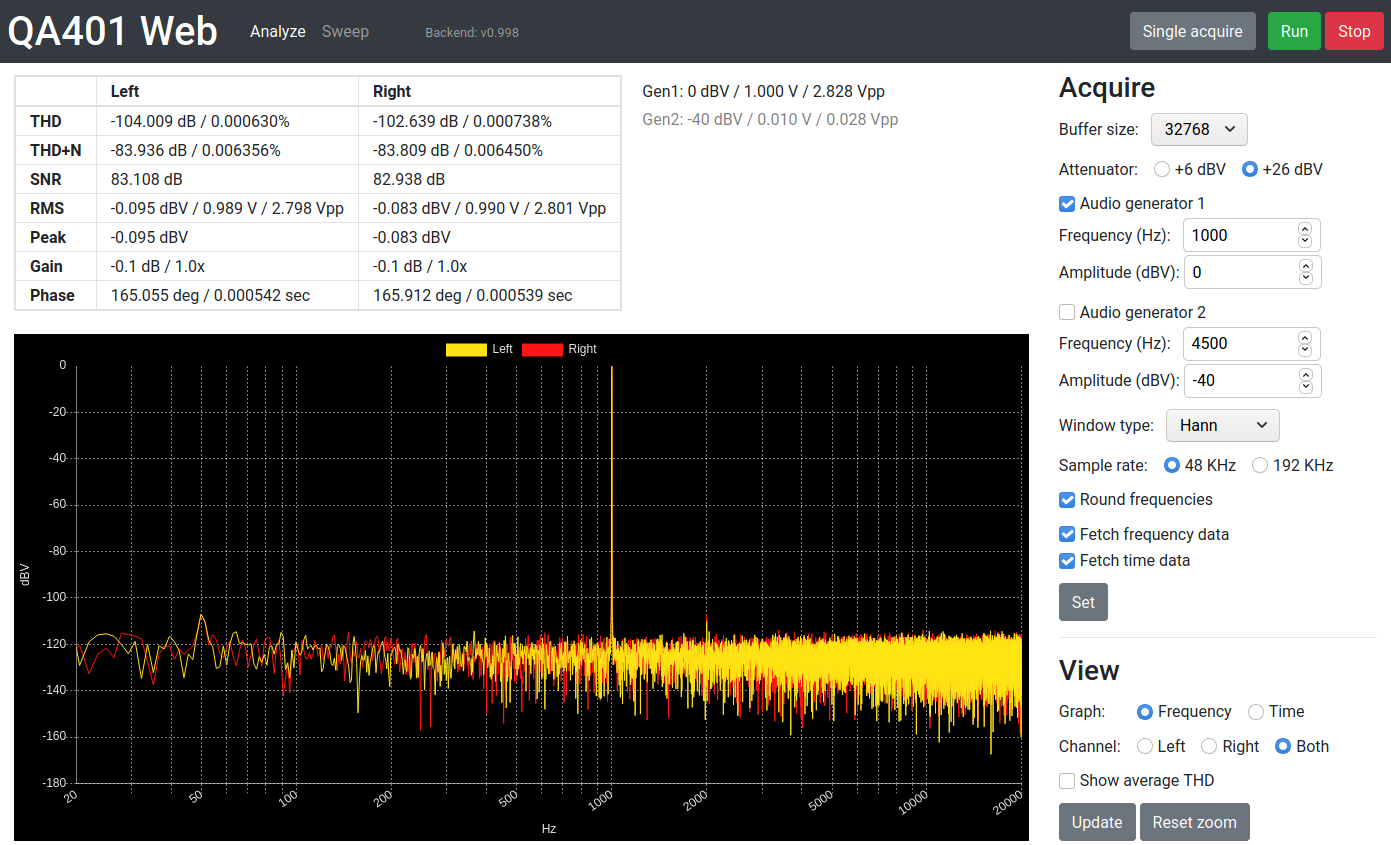 QA401 Web Analyze Sweep Backend: v0.998 Single acquire Run Stop
Left Right
THD -104.009 dB / 0.000630% -102.639 dB / 0.000738%
THD+N -83.936 dB / 0.006356% -83.809 dB / 0.006450%
SNR 83.108 dB 82.938 dB
RMS -0.095 dBV / 0.989 V / 2.798 Vpp -0.083 dBV / 0.990 V / 2.801 Vpp
Peak -0.095 dBV -0.083 dBV
Gain -0.1 dB / 1.0x -0.1 dB / 1.0x
Phase 165.055 deg / 0.000542 sec 165.912 deg / 0.000539 sec
Gen1: 0 dBV / 1.000 V / 2.828 Vpp
Gen2: -40 dBV / 0.010 V / 0.028 Vpp
Left Right
0
-20
-40
-60
-80
-100
-120
-140
-160
-180
dBV
20 50 100 200 500 1000 2000 5000 10000 20000
Hz
Acquire
Buffer size: 32768
Attenuator: +6 dBV +26 dBV
Audio generator 1
Frequency (Hz): 1000
Amplitude (dBV): 0
Audio generator 2
Frequency (Hz): 4500
Amplitude (dBV): -40
Window type: Hann
Sample rate: 48 KHz 192 KHz
Round frequencies
Fetch frequency data
Fetch time data
Set
View
Graph: Frequency Time
Channel: Left Right Both
Show average THD
Update Reset zoom